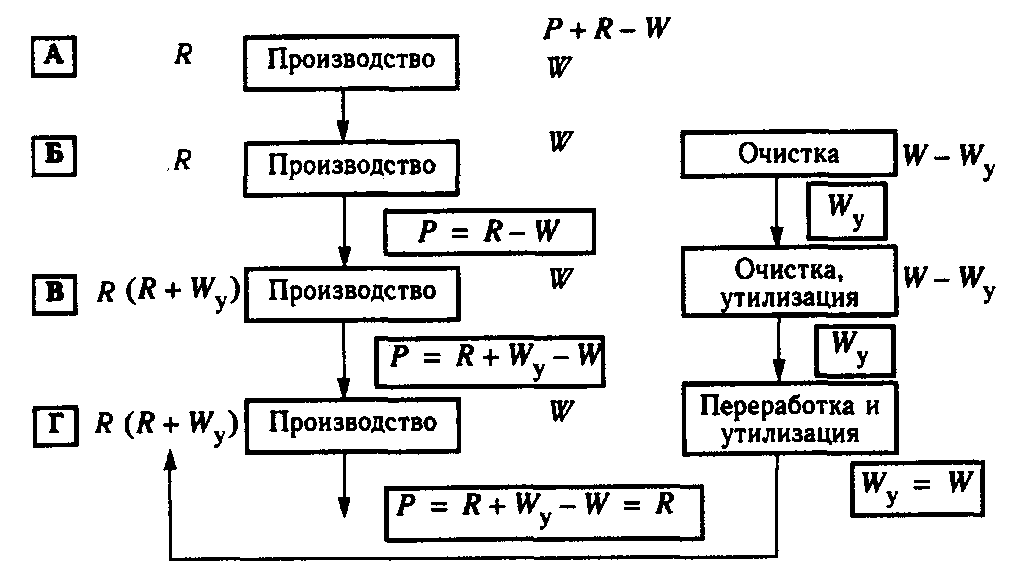 P + R – W
А R Производство W
Б R Производство W Очистка W – Wу
Wу
P = R – W
В R (R + Wу) Производство W Очистка, W – Wу
утилизация
P = R + Wу – W Wу
Г R (R + Wу) Производство W Переработка и
утилизация
Wу = W
P = R + Wу – W = R